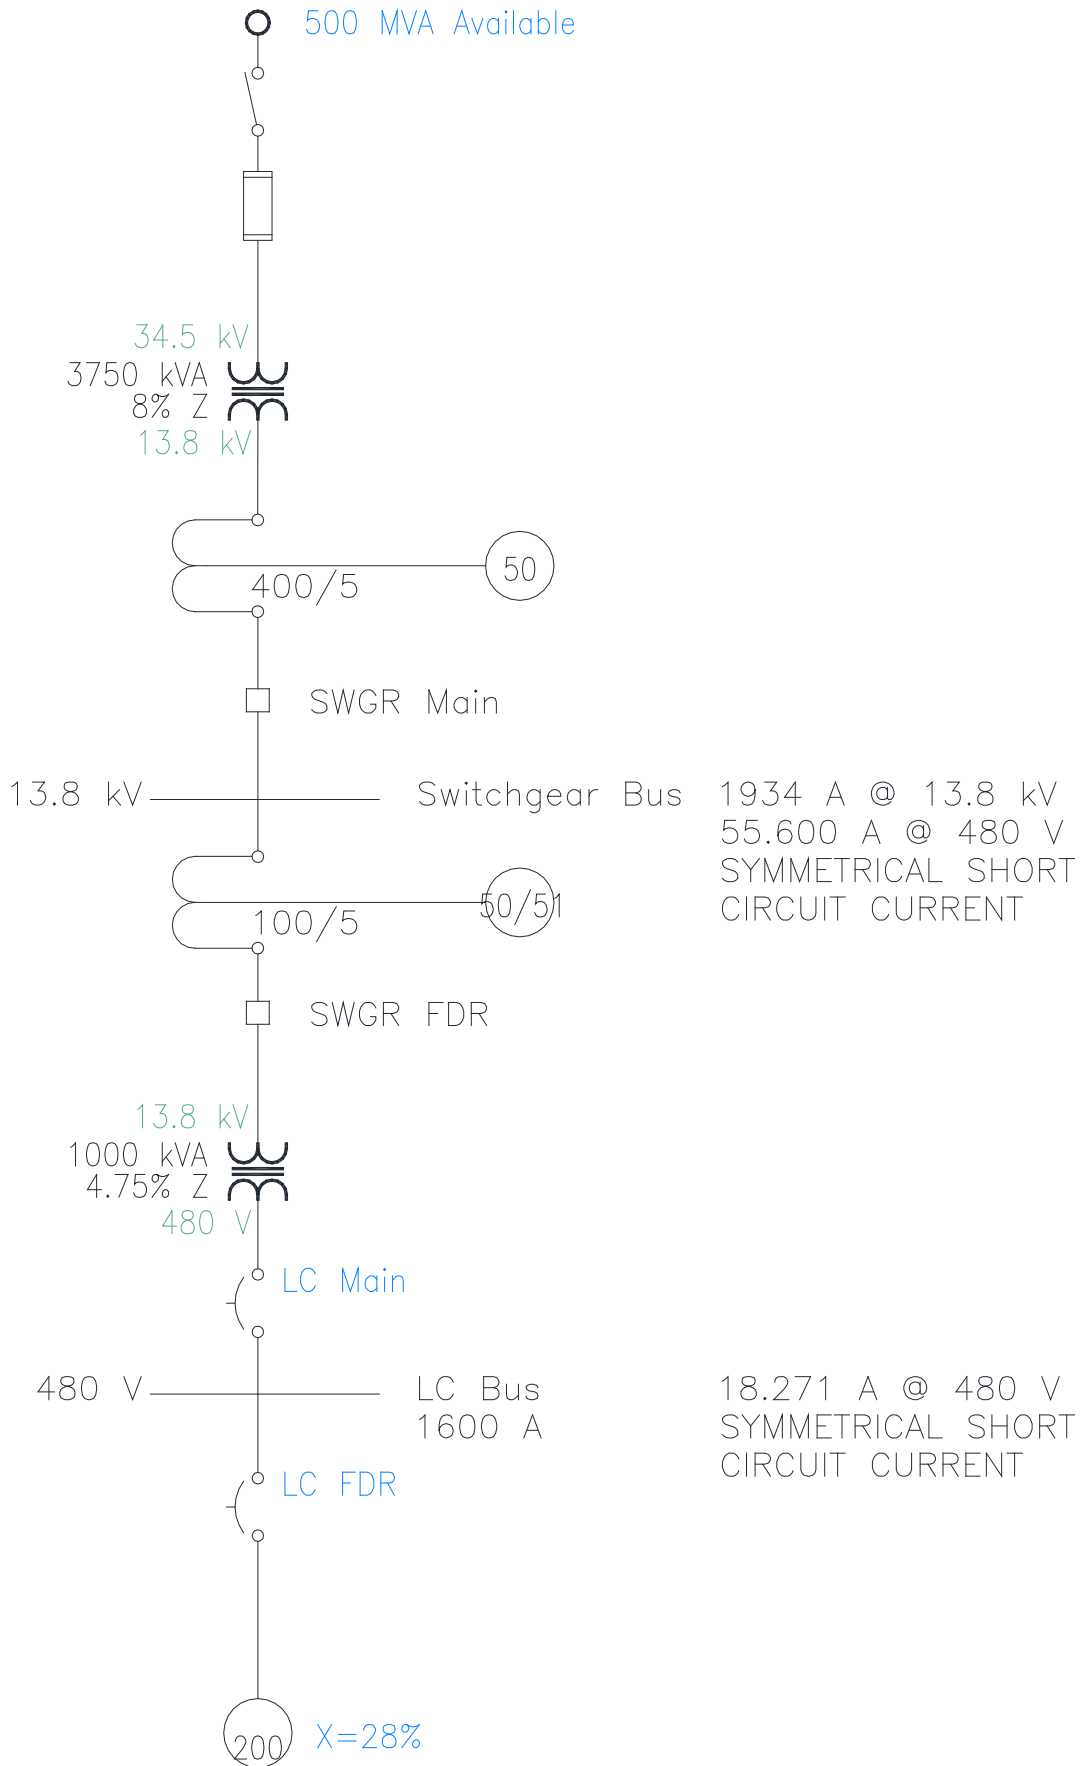 500 MVA Available
34.5 kV
3750 kVA
8% Z
13.8 kV
50
400/5
SWGR Main
13.8 kV
Switchgear Bus
1934 A @ 13.8 kV
55.600 A @ 480 V
SYMMETRICAL SHORT
CIRCUIT CURRENT
50/51
100/5
SWGR FDR
13.8 kV
1000 kVA
4.75% Z
480 V
LC Main
480 V
LC Bus
1600 A
18.271 A @ 480 V
SYMMETRICAL SHORT
CIRCUIT CURRENT
LC FDR
200
X=28%